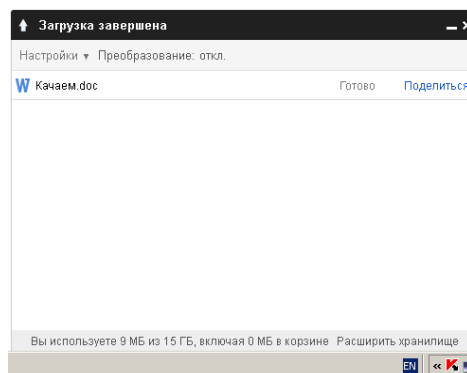 Загрузка завершена
Настройки Преобразование: откл.
W Качаем.doc Готово Поделиться
Вы используете 9 МБ из 15 ГБ, включая 0 МБ в корзине Расширить хранилище
EN «